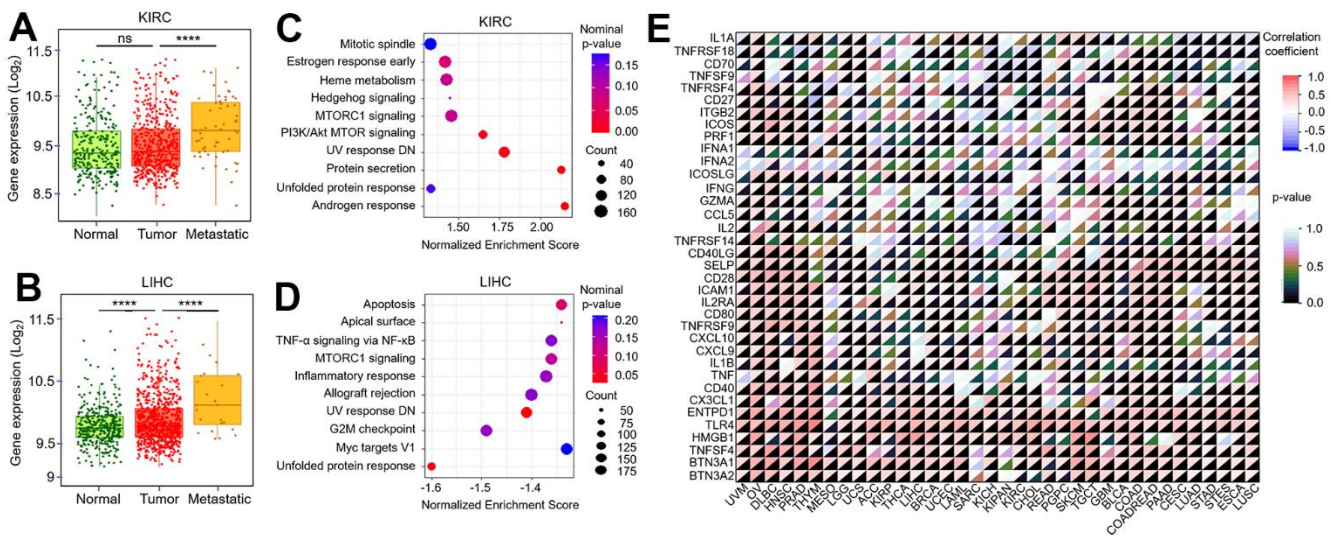 A
KIRC
Gene expression (Log2)
11.5
10.5
9.5
8.5
ns
****
Normal
Tumor
Metastatic
B
LIHC
Gene expression (Log2)
11.5
10.5
9.5
9
****
****
Normal
Tumor
Metastatic
C
KIRC
Mitotic spindle
Estrogen response early
Heme metabolism
Hedgehog signaling
MTORC1 signaling
PI3K/Akt MTOR signaling
UV response DN
Protein secretion
Unfolded protein response
Androgen response
1.50
1.75
2.00
Normalized Enrichment Score
Nominal
p-value
0.15
0.10
0.05
0.00
Count
40
80
120
160
D
LIHC
Apoptosis
Apical surface
TNF-α signaling via NF-κB
MTORC1 signaling
Inflammatory response
Allograft rejection
UV response DN
G2M checkpoint
Myc targets V1
Unfolded protein response
-1.6
-1.5
-1.4
Normalized Enrichment Score
Nominal
p-value
0.20
0.15
0.10
0.05
Count
50
75
100
125
150
175
E
IL1A
TNFRSF18
CD70
TNFSF9
TNFRSF4
CD27
ITGB2
ICOS
PRF1
IFNA1
IFNA2
ICOSLG
IFNG
GZMA
CCL5
IL2
TNFRSF14
CD40LG
SELP
CD28
ICAM1
IL2RA
CD80
TNFRSF9
CXCL10
CXCL9
IL1B
TNF
CD40
CX3CL1
ENTPD1
TLR4
HMGB1
TNFSF4
BTN3A1
BTN3A2
UVM
OV
DLBC
HNSC
PRAD
THYM
MESO
LGG
UCS
ACC
KIRP
THCA
LIHC
BRCA
UCEC
LAML
SARC
KICH
KIPAN
KIRC
CHOL
READ
PGPC
SKCM
TGCT
GBM
BLCA
COAD
COADREAD
PAAD
CESC
LUAD
STAD
STES
ESCA
LUSC
Correlation
coefficient
1.0
0.5
0.0
-0.5
-1.0
p-value
1.0
0.5
0.0